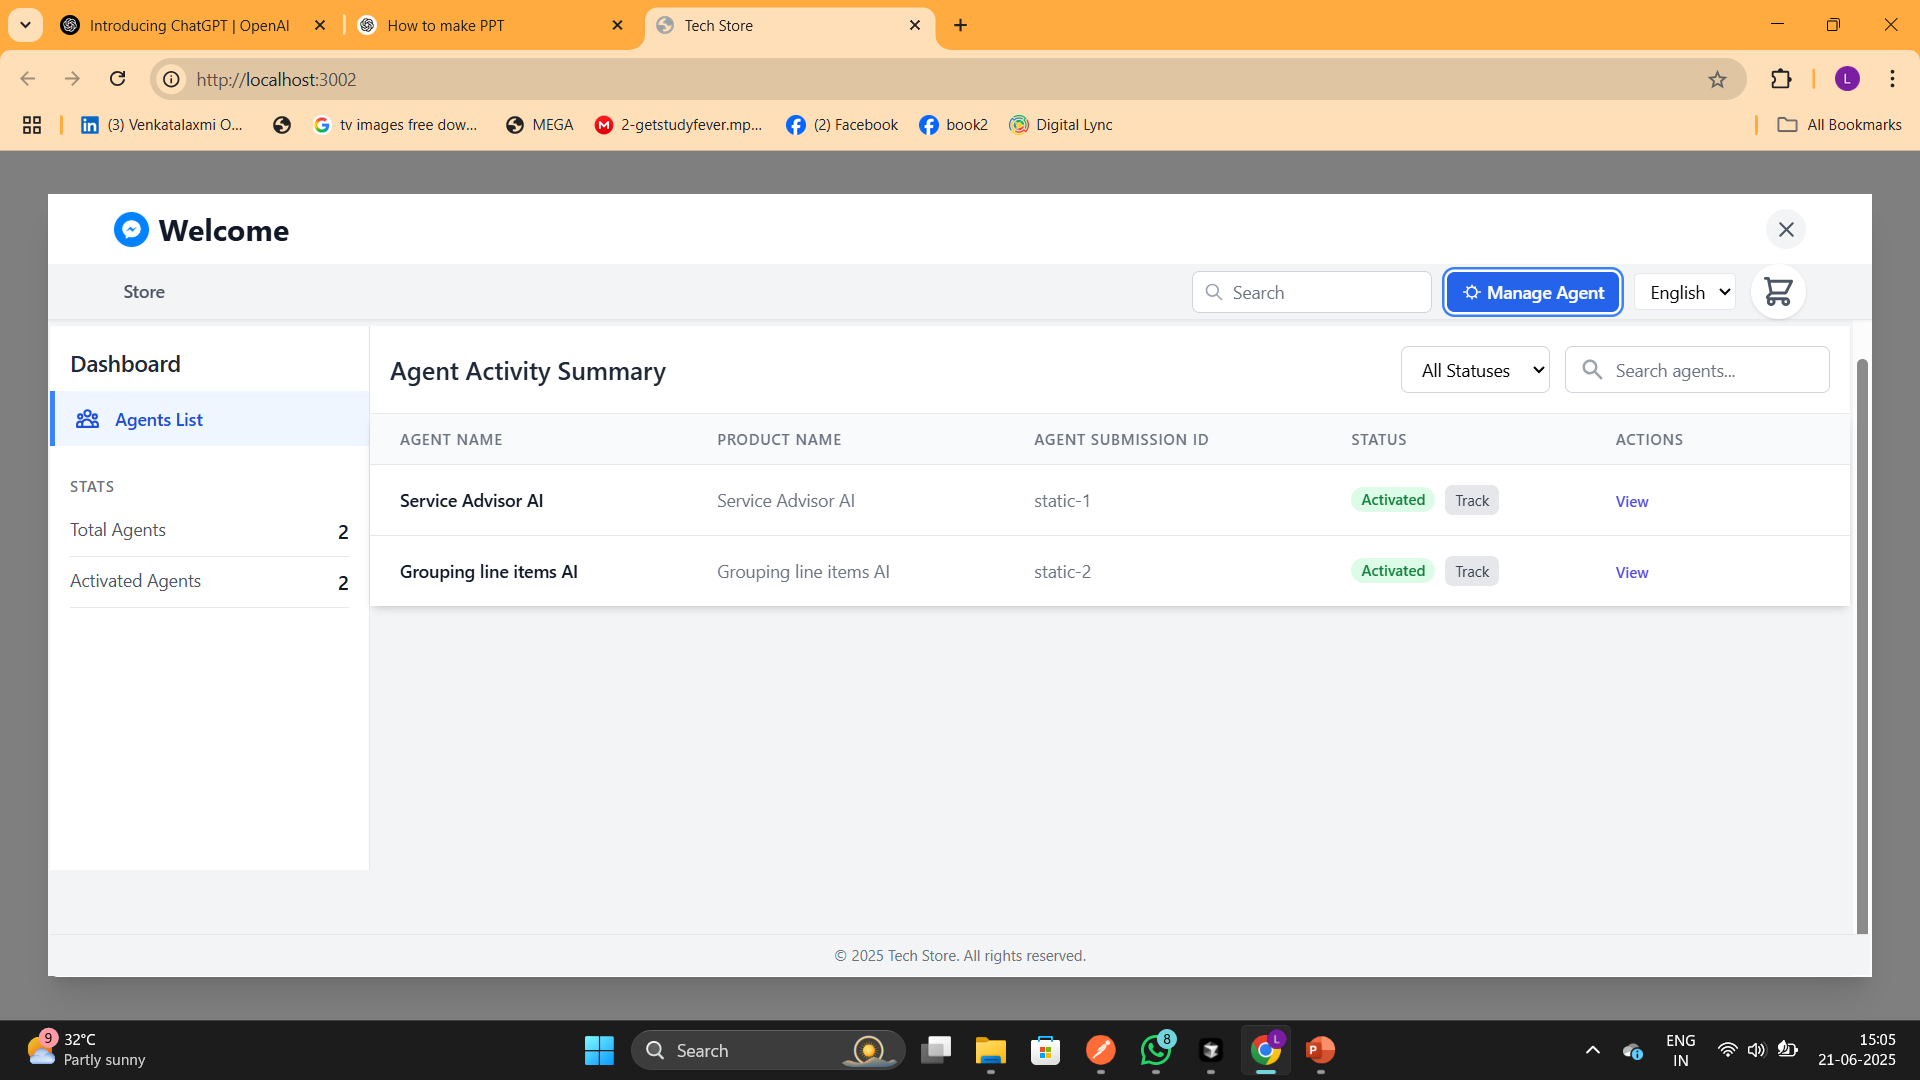 Introducing ChatGPT | OpenAI
How to make PPT
Tech Store
http://localhost:3002
L
(3) Venkatalaxmi O...
tv images free dow...
MEGA
2-getstudyfever.mp...
(2) Facebook
book2
Digital Lync
All Bookmarks
Welcome
Store
Search
Manage Agent
English
Dashboard
Agents List
STATS
Total Agents 2
Activated Agents 2
Agent Activity Summary
All Statuses
Search agents...
AGENT NAME PRODUCT NAME AGENT SUBMISSION ID STATUS ACTIONS
Service Advisor AI Service Advisor AI static-1 Activated Track View
Grouping line items AI Grouping line items AI static-2 Activated Track View
© 2025 Tech Store. All rights reserved.
9
32°C
Partly sunny
Search
8
L
ENG
IN
15:05
21-06-2025